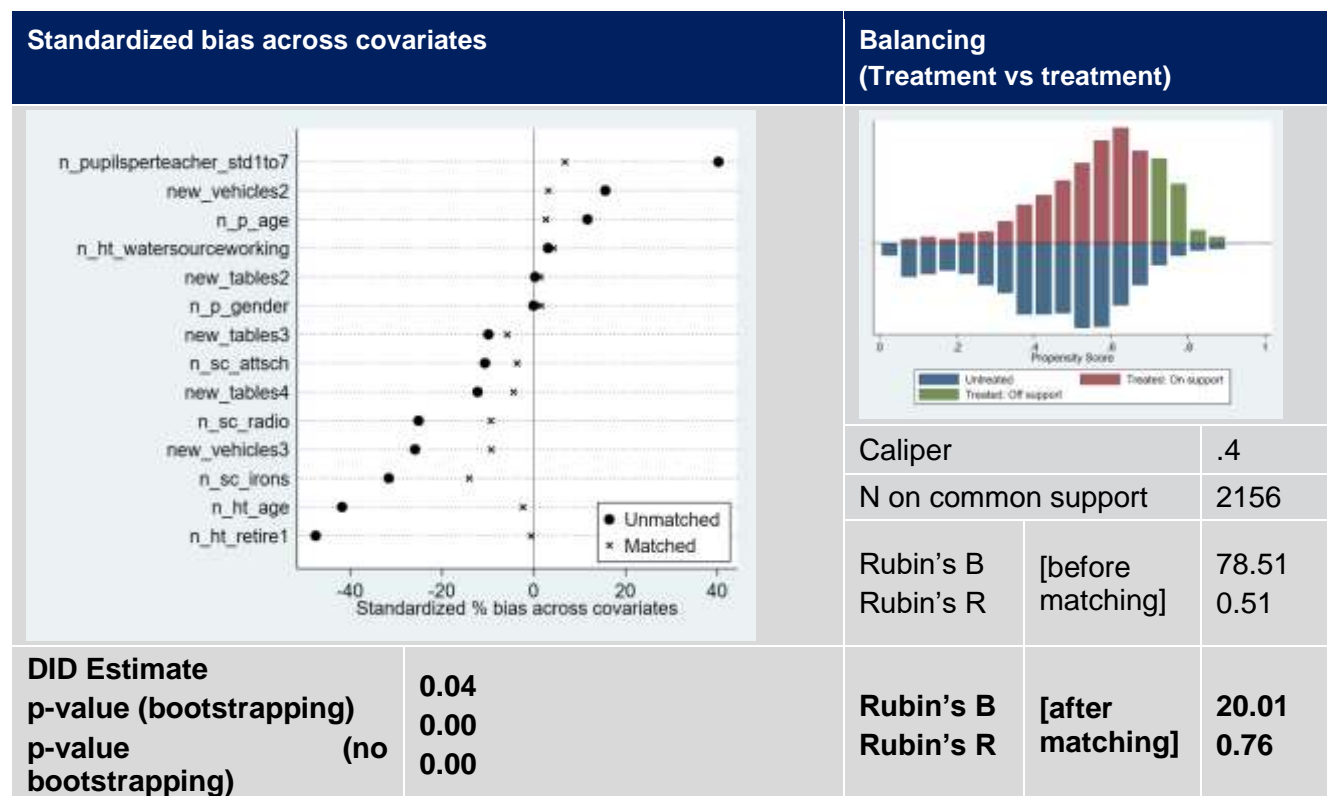 Standardized bias across covariates
Balancing
(Treatment vs treatment)
n_pupilsperteacher_std1to7
new_vehicles2
n_p_age
n_ht_watersourceworking
new_tables2
n_p_gender
new_tables3
n_sc_attsch
new_tables4
n_sc_radio
new_vehicles3
n_sc_irons
n_ht_age
n_ht_retire1
Unmatched
Matched
-40 -20 0 20 40
Standardized % bias across covariates
0 .2 .4 .6 .8 1
Propensity Score
Untreated Treated: On support
Treated: Off support
Caliper .4
N on common support 2156
Rubin's B [before 78.51
Rubin's R matching] 0.51
DID Estimate 0.04
p-value (bootstrapping) 0.00
p-value (no 0.00
bootstrapping)
Rubin's B [after 20.01
Rubin's R matching] 0.76